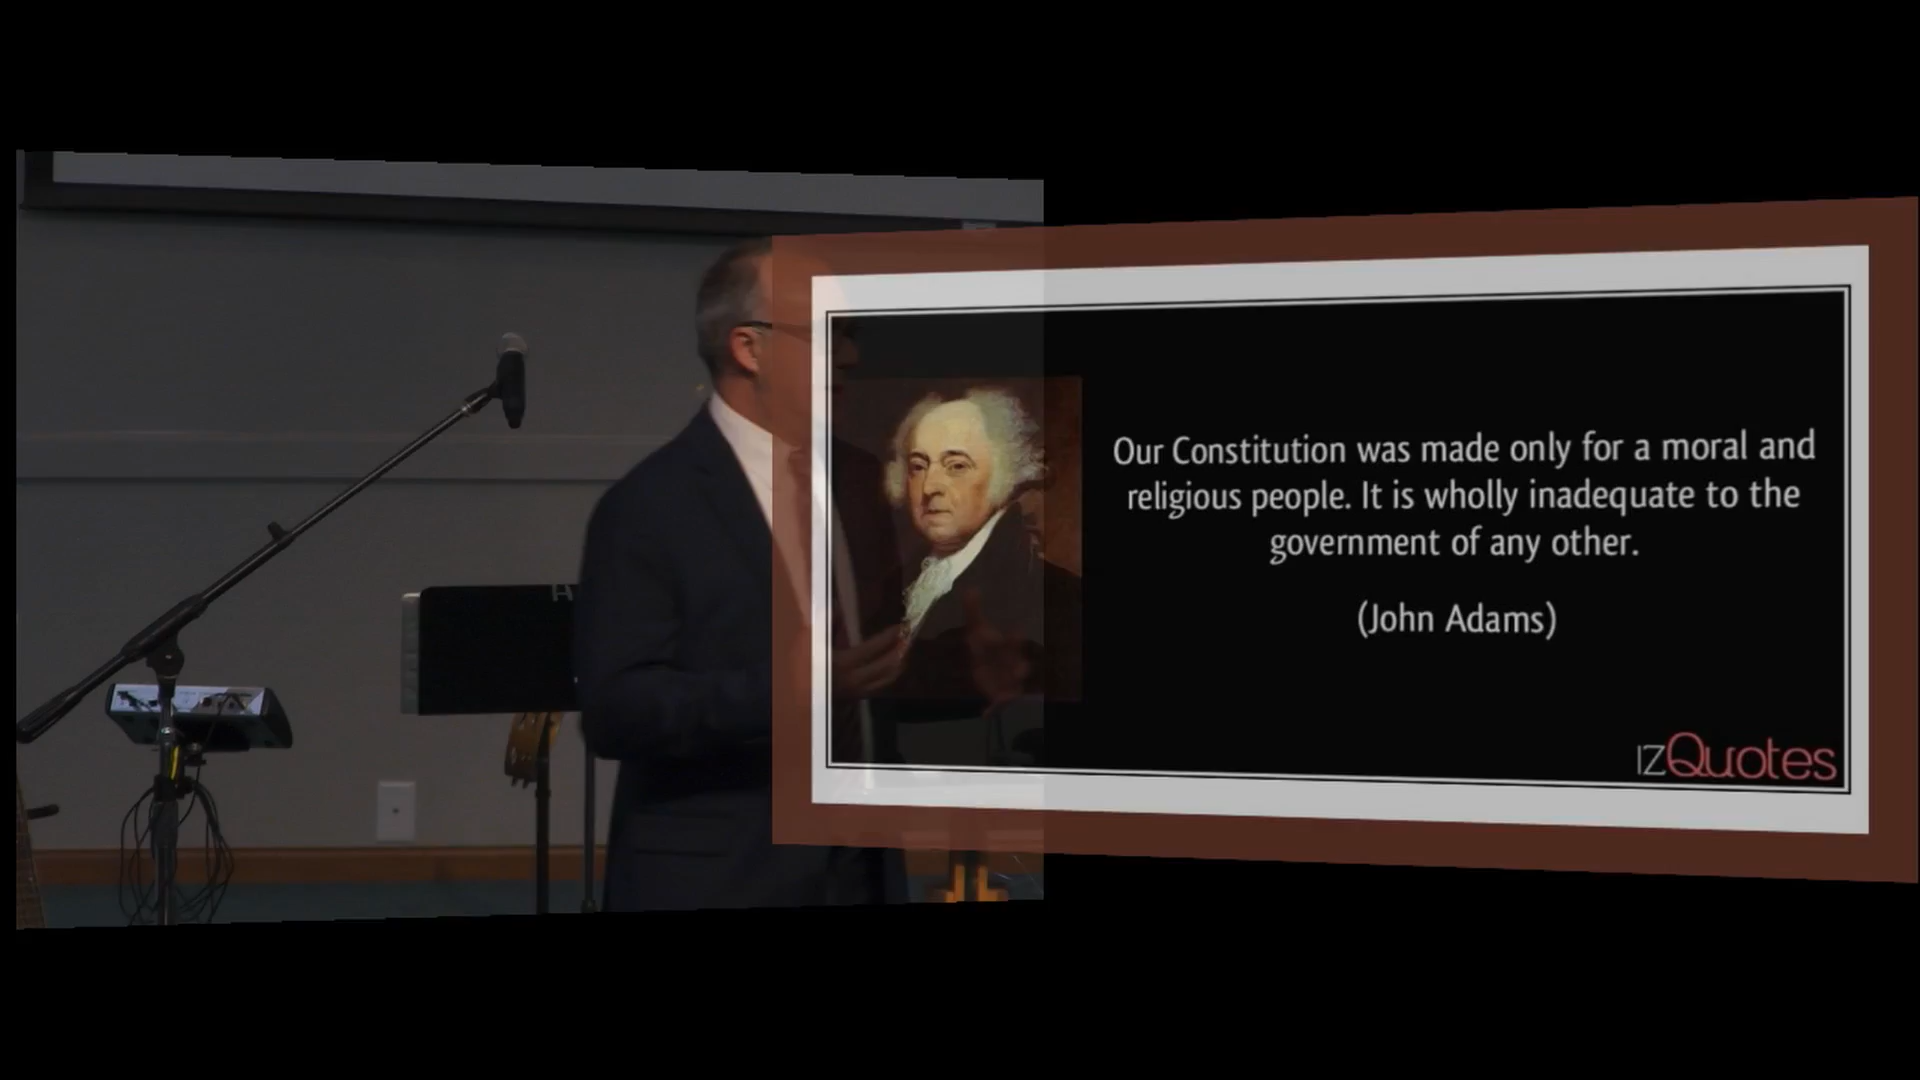 Our Constitution was made only for a moral and
religious people. It is wholly inadequate to the
government of any other.
(John Adams)
IZQuotes